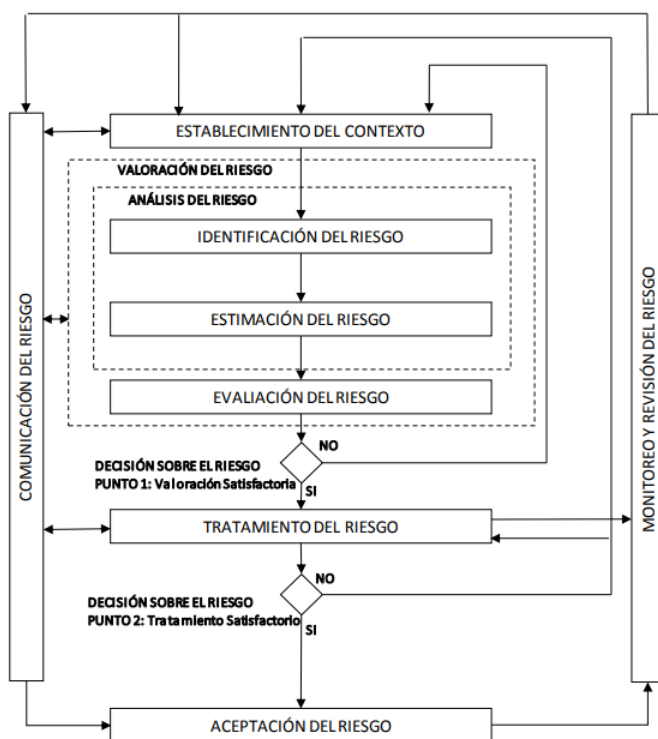 ESTABLECIMIENTO DEL CONTEXTO
VALORACIÓN DEL RIESGO
ANÁLISIS DEL RIESGO
IDENTIFICACIÓN DEL RIESGO
ESTIMACIÓN DEL RIESGO
EVALIACIÓN DEL RIESGO
NO
DECISIÓN SOBRE EL RIESGO
PUNTO 1: Valoración Satisfactoria
SI
TRATAMIENTO DEL RIESGO
NO
DECISIÓN SOBRE EL RIESGO
PUNTO 2: Tratamiento Satisfactorio
SI
ACEPTACIÓN DEL RIESGO
COMUNICACIÓN DEL RIESGO
MONITOREO Y REVISIÓN DEL RIESGO